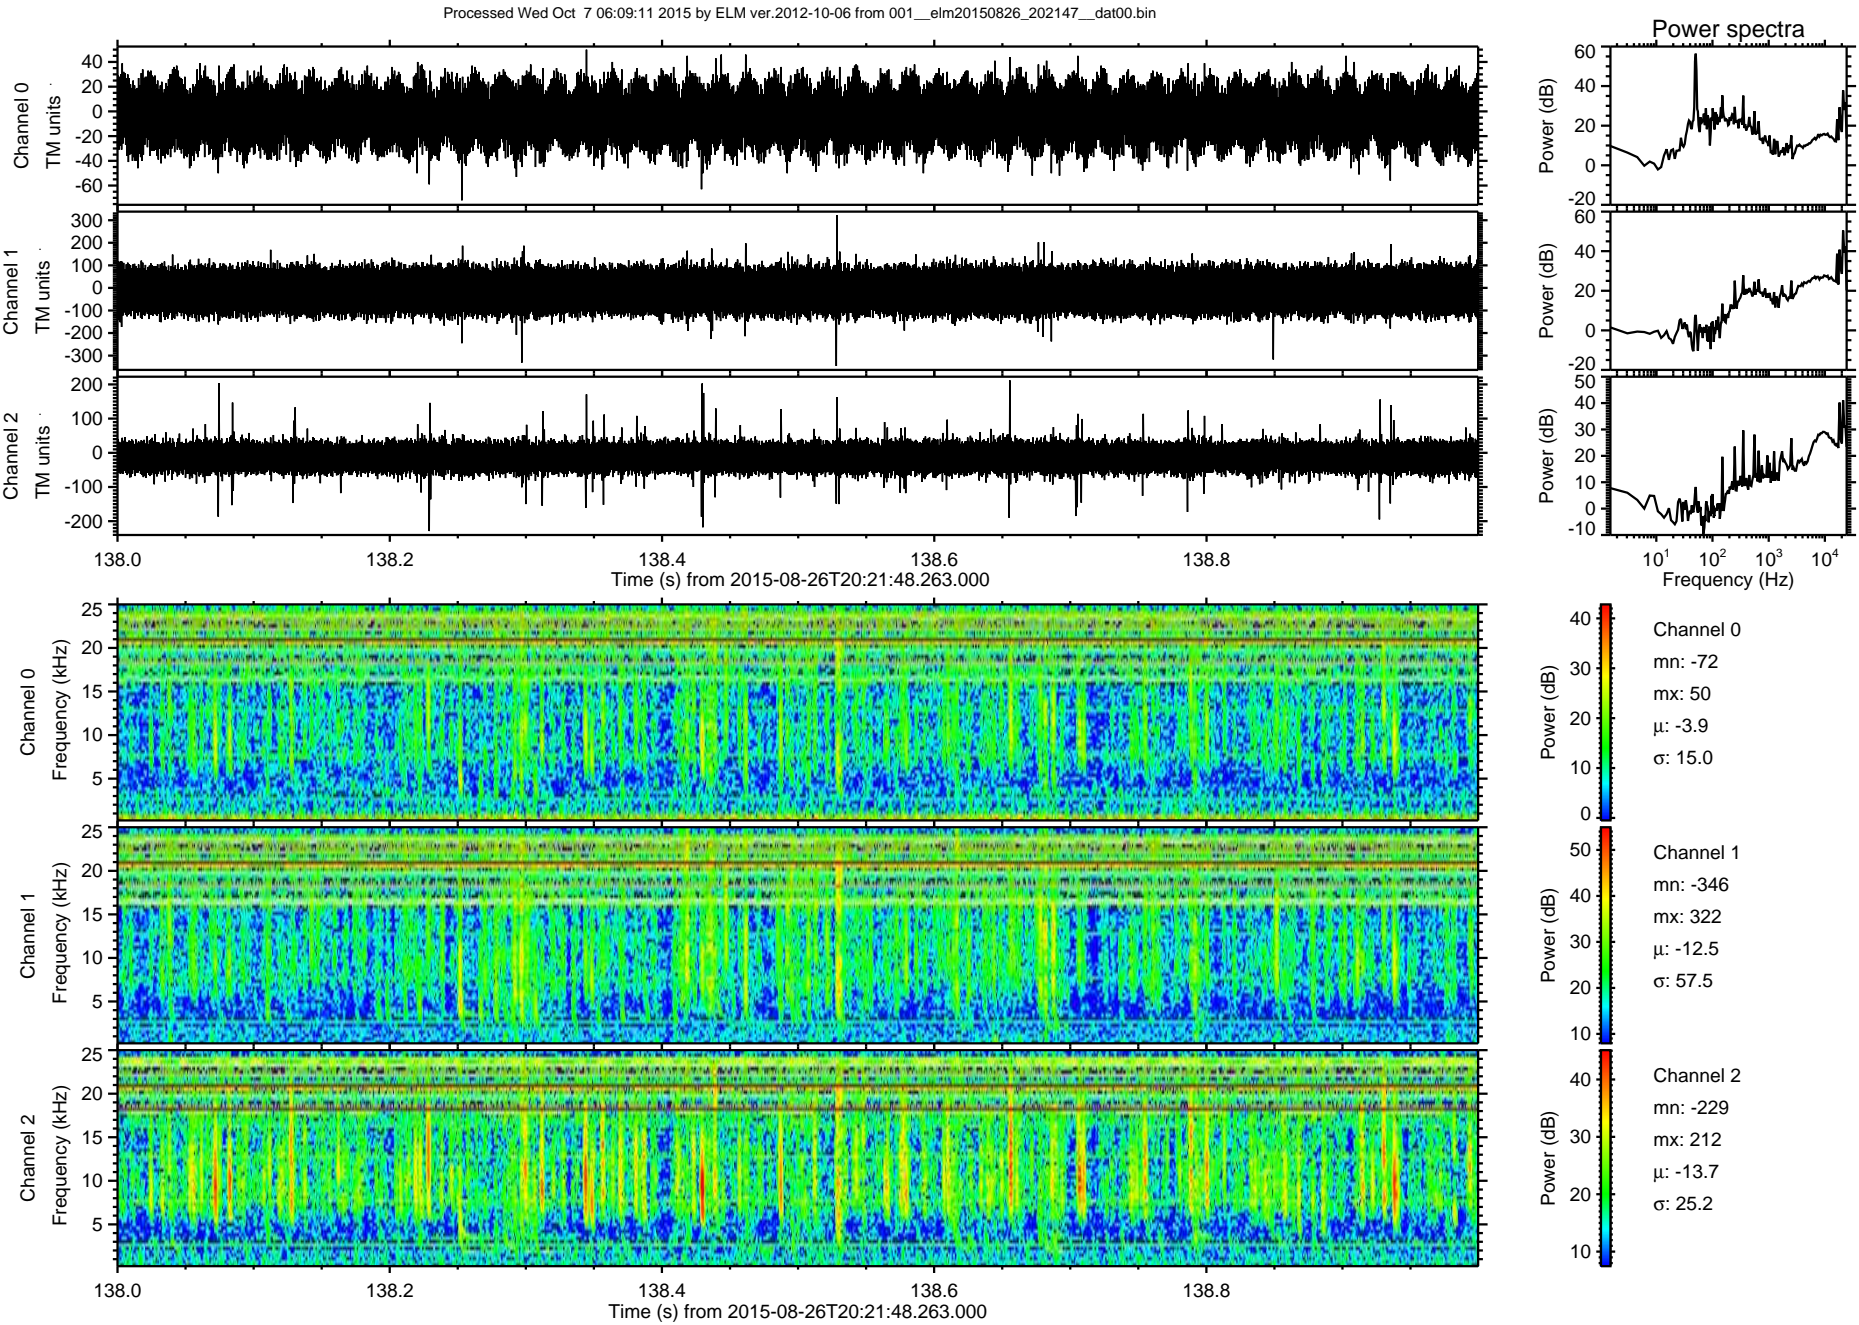 Processed Wed Oct  7 06:09:11 2015 by ELM ver.2012-10-06 from 001__elm20150826_202147__dat00.bin
Power spectra
Channel 0
TM units
40
20
0
-20
-40
-60
Power (dB)
60
40
20
0
-20
Channel 1
TM units
300
200
100
0
-100
-200
-300
Power (dB)
60
40
20
0
-20
Channel 2
TM units
200
100
0
-100
-200
Power (dB)
50
40
30
20
10
0
-10
138.0 138.2 138.4 138.6 138.8
Time (s) from 2015-08-26T20:21:48.263.000
10¹ 10² 10³ 10⁴
Frequency (Hz)
Channel 0
Frequency (kHz)
25
20
15
10
5
Power (dB)
40
30
20
10
0
Channel 0
mn: -72
mx: 50
μ: -3.9
σ: 15.0
Channel 1
Frequency (kHz)
25
20
15
10
5
Power (dB)
50
40
30
20
10
Channel 1
mn: -346
mx: 322
μ: -12.5
σ: 57.5
Channel 2
Frequency (kHz)
25
20
15
10
5
Power (dB)
40
30
20
10
Channel 2
mn: -229
mx: 212
μ: -13.7
σ: 25.2
138.0 138.2 138.4 138.6 138.8
Time (s) from 2015-08-26T20:21:48.263.000